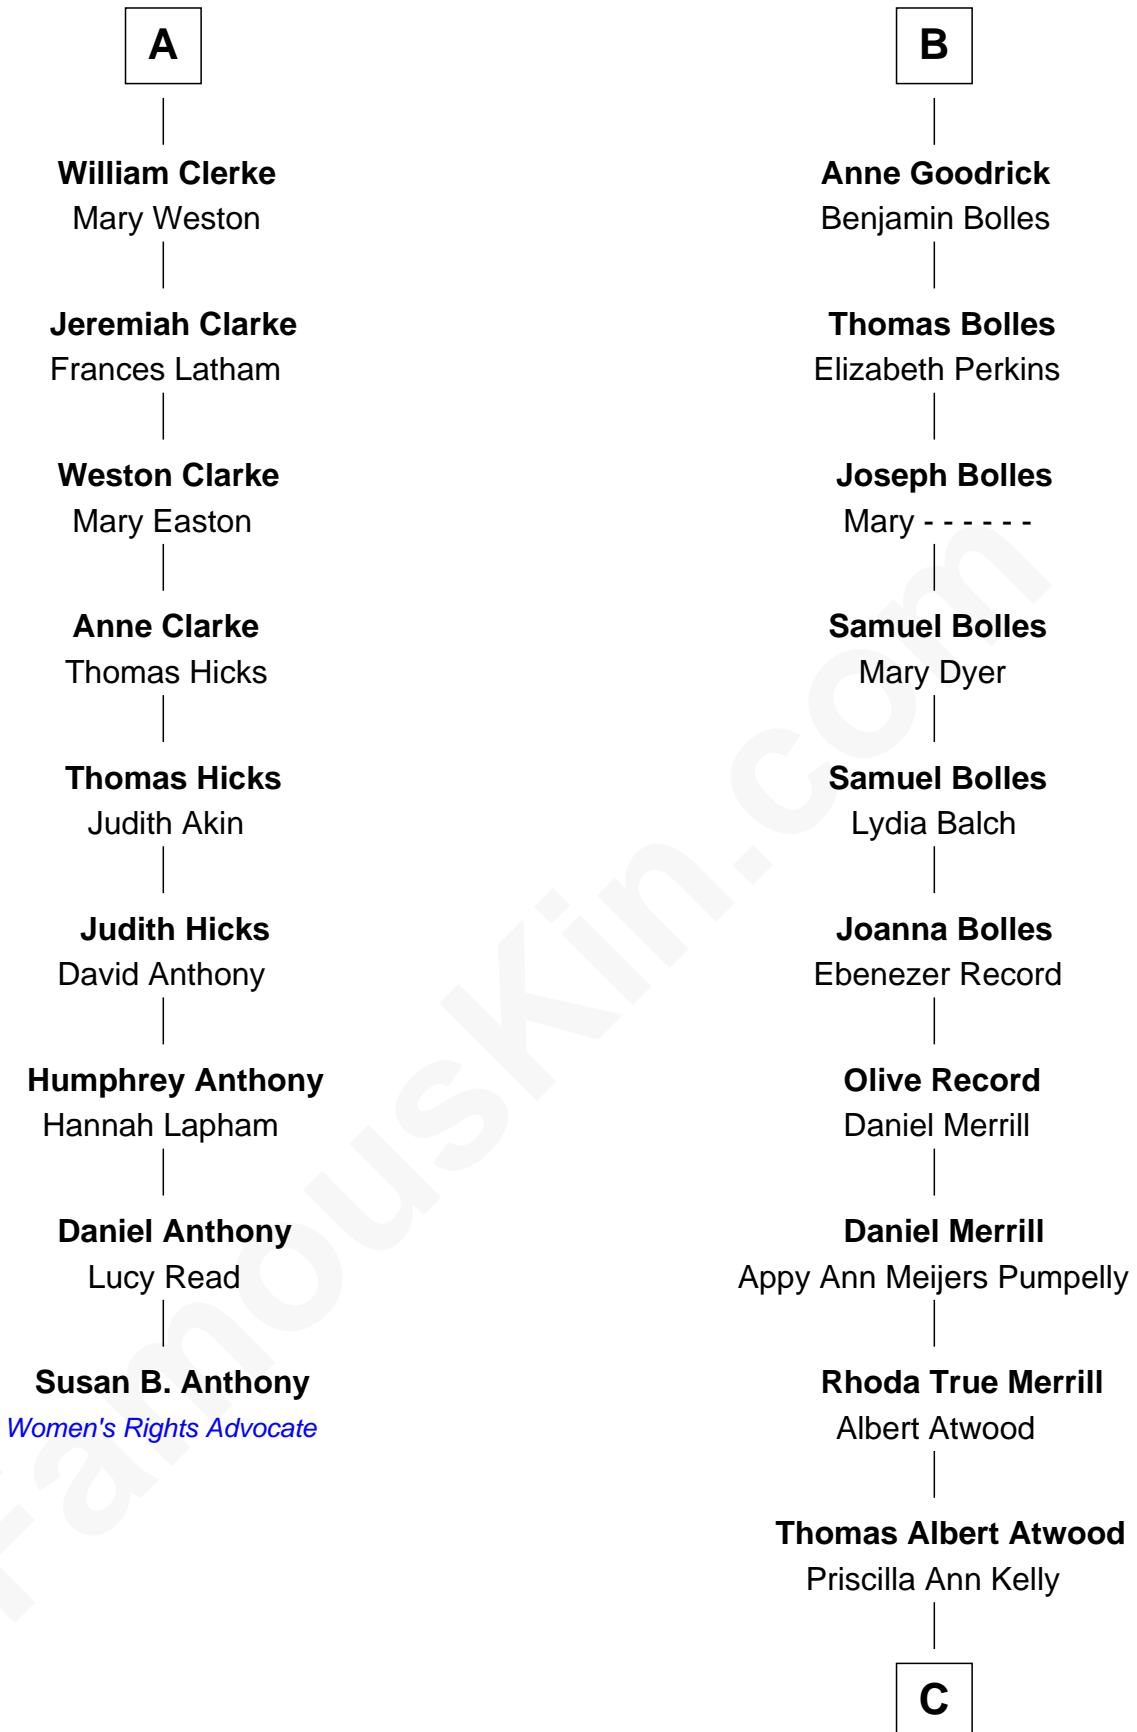 A
William Clerke
Mary Weston
Jeremiah Clarke
Frances Latham
Weston Clarke
Mary Easton
Anne Clarke
Thomas Hicks
Thomas Hicks
Judith Akin
Judith Hicks
David Anthony
Humphrey Anthony
Hannah Lapham
Daniel Anthony
Lucy Read
Susan B. Anthony
Women's Rights Advocate
B
Anne Goodrick
Benjamin Bolles
Thomas Bolles
Elizabeth Perkins
Joseph Bolles
Mary - - - - - -
Samuel Bolles
Mary Dyer
Samuel Bolles
Lydia Balch
Joanna Bolles
Ebenezer Record
Olive Record
Daniel Merrill
Daniel Merrill
Appy Ann Meijers Pumpelly
Rhoda True Merrill
Albert Atwood
Thomas Albert Atwood
Priscilla Ann Kelly
C
FamousKin.com